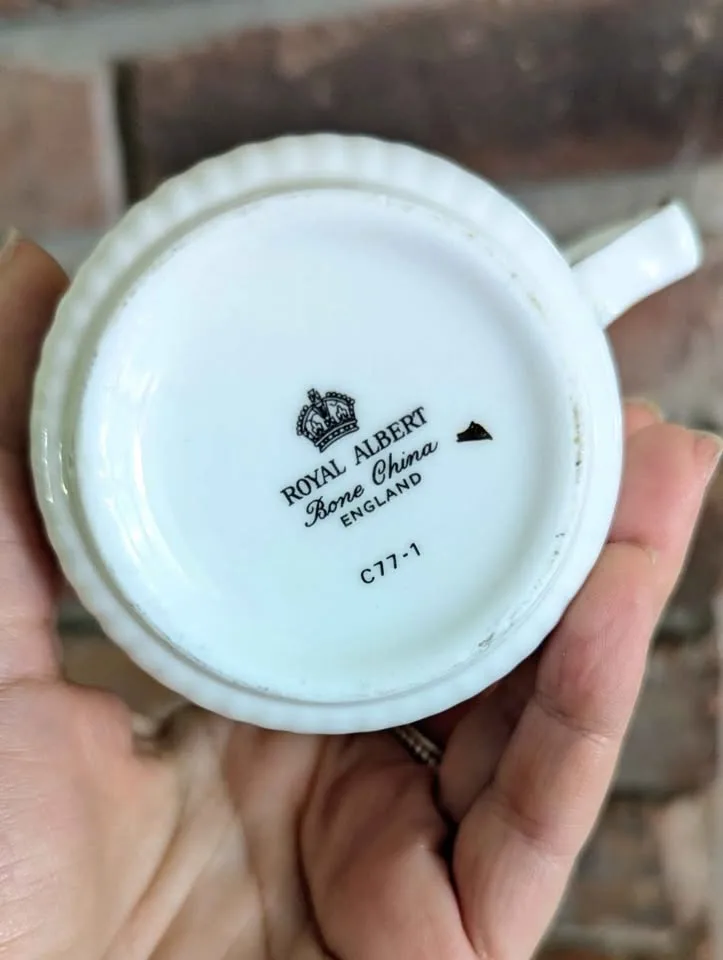 ROYAL ALBERT
Bone China
ENGLAND
C77-1